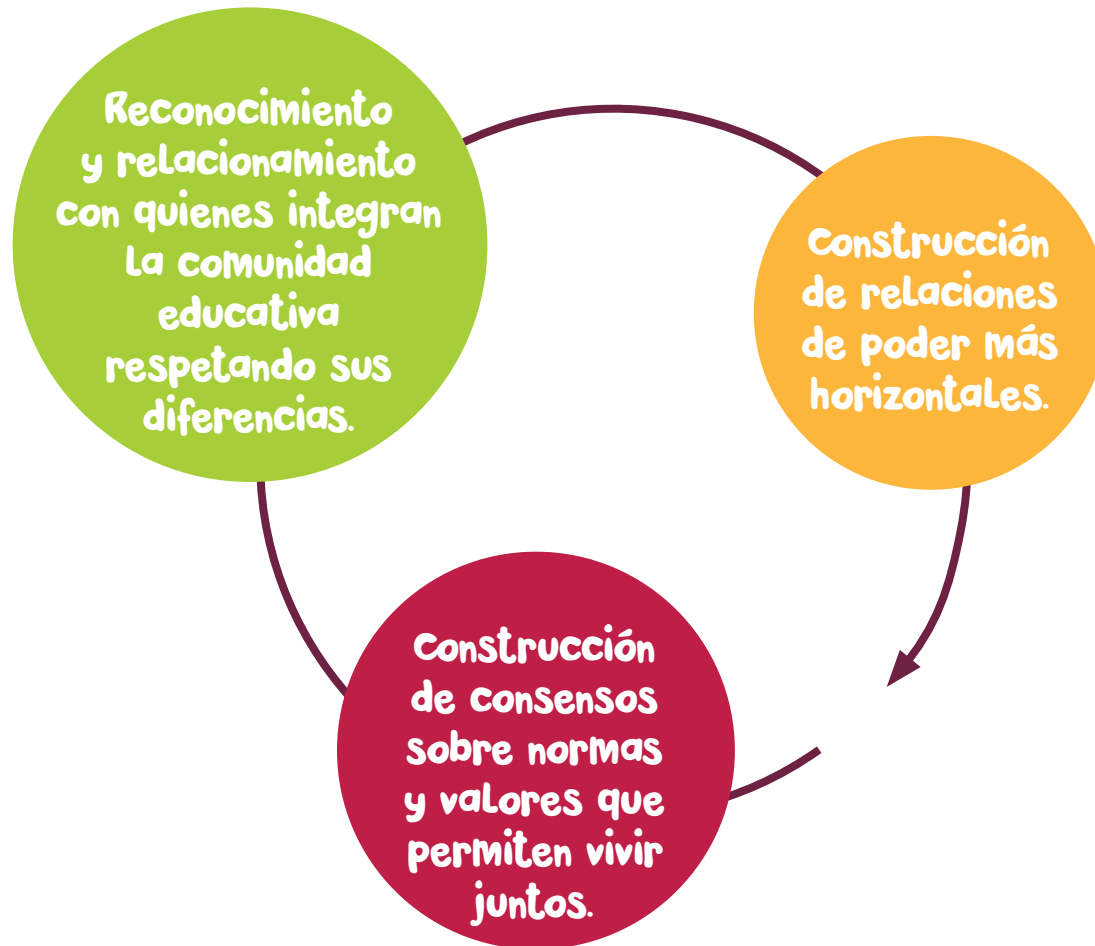 Reconocimiento
y relacionamiento
con quienes integran
la comunidad
educativa
respetando sus
diferencias.
Construcción
de relaciones
de poder más
horizontales.
Construcción
de consensos
sobre normas
y valores que
permiten vivir
juntos.